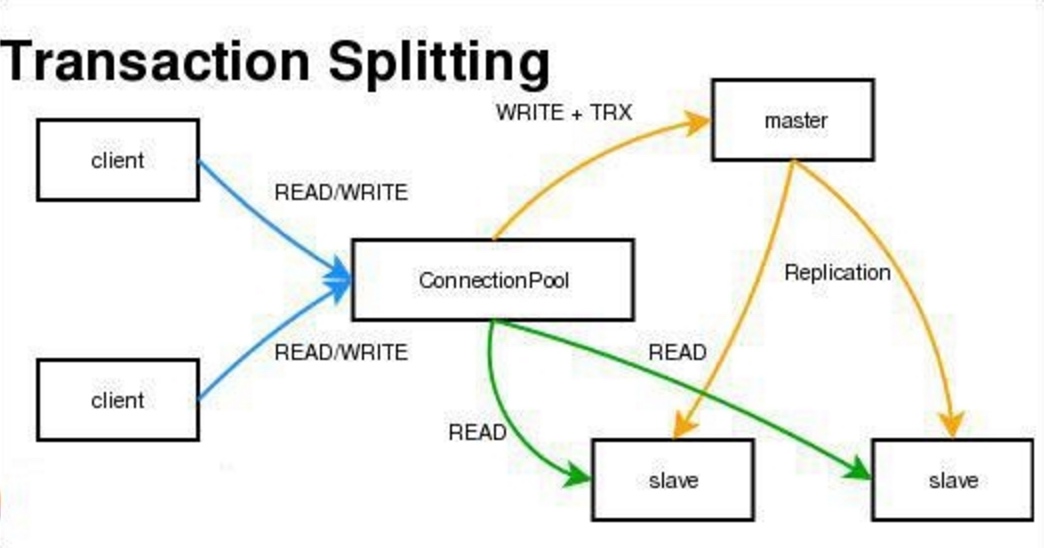 Transaction Splitting
WRITE + TRX
master
client
READ/WRITE
ConnectionPool
Replication
READ/WRITE
READ
client
READ
slave
slave